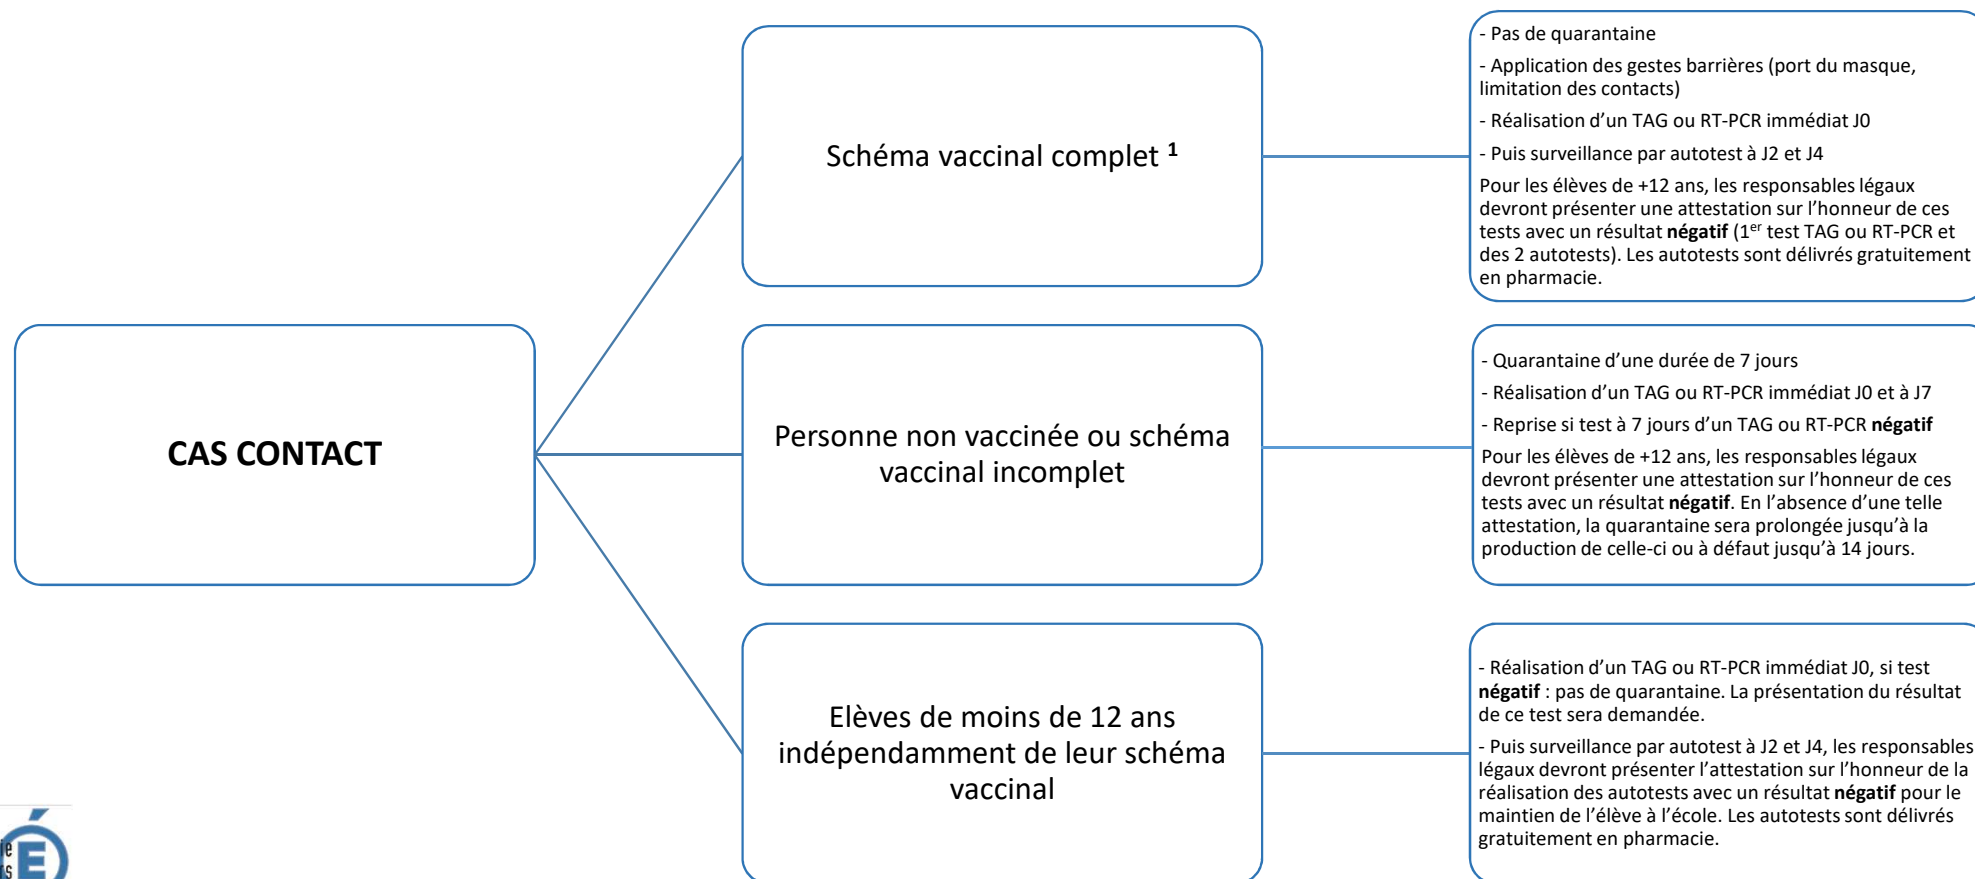 CAS CONTACT
Schéma vaccinal complet 1
- Pas de quarantaine
- Application des gestes barrières (port du masque,
limitation des contacts)
- Réalisation d’un TAG ou RT-PCR immédiat J0
- Puis surveillance par autotest à J2 et J4
Pour les élèves de +12 ans, les responsables légaux
devront présenter une attestation sur l’honneur de ces
tests avec un résultat négatif (1er test TAG ou RT-PCR et
des 2 autotests). Les autotests sont délivrés gratuitement
en pharmacie.
Personne non vaccinée ou schéma
vaccinal incomplet
- Quarantaine d’une durée de 7 jours
- Réalisation d’un TAG ou RT-PCR immédiat J0 et à J7
- Reprise si test à 7 jours d’un TAG ou RT-PCR négatif
Pour les élèves de +12 ans, les responsables légaux
devront présenter une attestation sur l’honneur de ces
tests avec un résultat négatif. En l’absence d’une telle
attestation, la quarantaine sera prolongée jusqu’à la
production de celle-ci ou à défaut jusqu’à 14 jours.
Elèves de moins de 12 ans
indépendamment de leur schéma
vaccinal
- Réalisation d’un TAG ou RT-PCR immédiat J0, si test
négatif : pas de quarantaine. La présentation du résultat
de ce test sera demandée.
- Puis surveillance par autotest à J2 et J4, les responsables
légaux devront présenter l’attestation sur l’honneur de la
réalisation des autotests avec un résultat négatif pour le
maintien de l’élève à l’école. Les autotests sont délivrés
gratuitement en pharmacie.
É